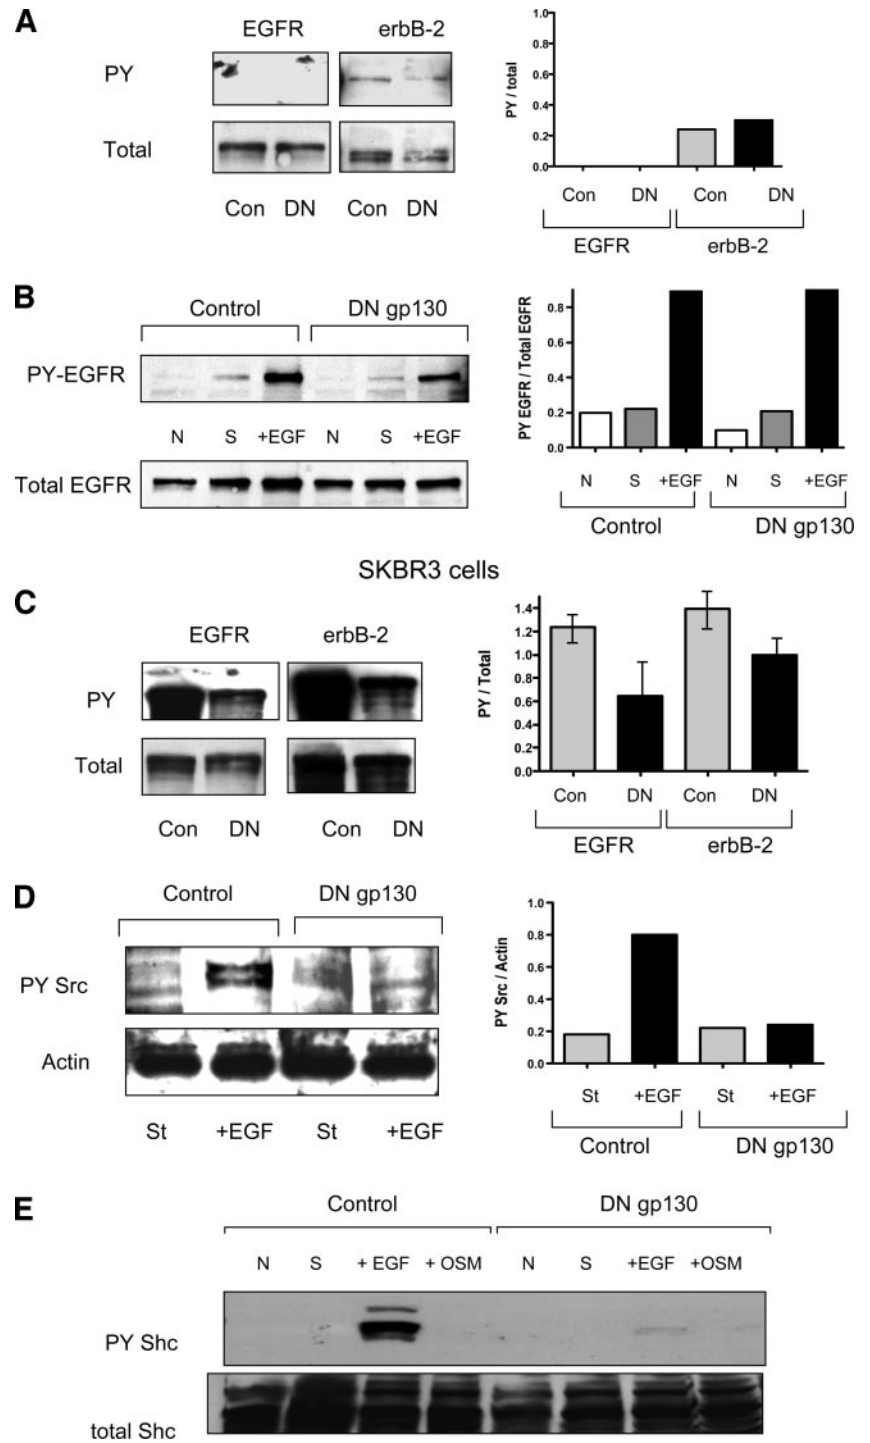 A
EGFR erbB-2
PY
Total
Con DN Con DN
PY / total
1.0
0.8
0.6
0.4
0.2
0.0
Con DN Con DN
EGFR erbB-2
B
Control DN gp130
PY-EGFR
N S +EGF N S +EGF
Total EGFR
PY EGFR / Total EGFR
0.8
0.6
0.4
0.2
0.0
N S +EGF N S +EGF
Control DN gp130
SKBR3 cells
C
EGFR erbB-2
PY
Total
Con DN Con DN
PY / Total
1.4
1.2
1.0
0.8
0.6
0.4
0.2
0.0
Con DN Con DN
EGFR erbB-2
D
Control DN gp130
PY Src
Actin
St +EGF St +EGF
PY Src / Actin
1.0
0.8
0.6
0.4
0.2
0.0
St +EGF St +EGF
Control DN gp130
E
Control DN gp130
N S + EGF + OSM N S +EGF +OSM
PY Shc
total Shc